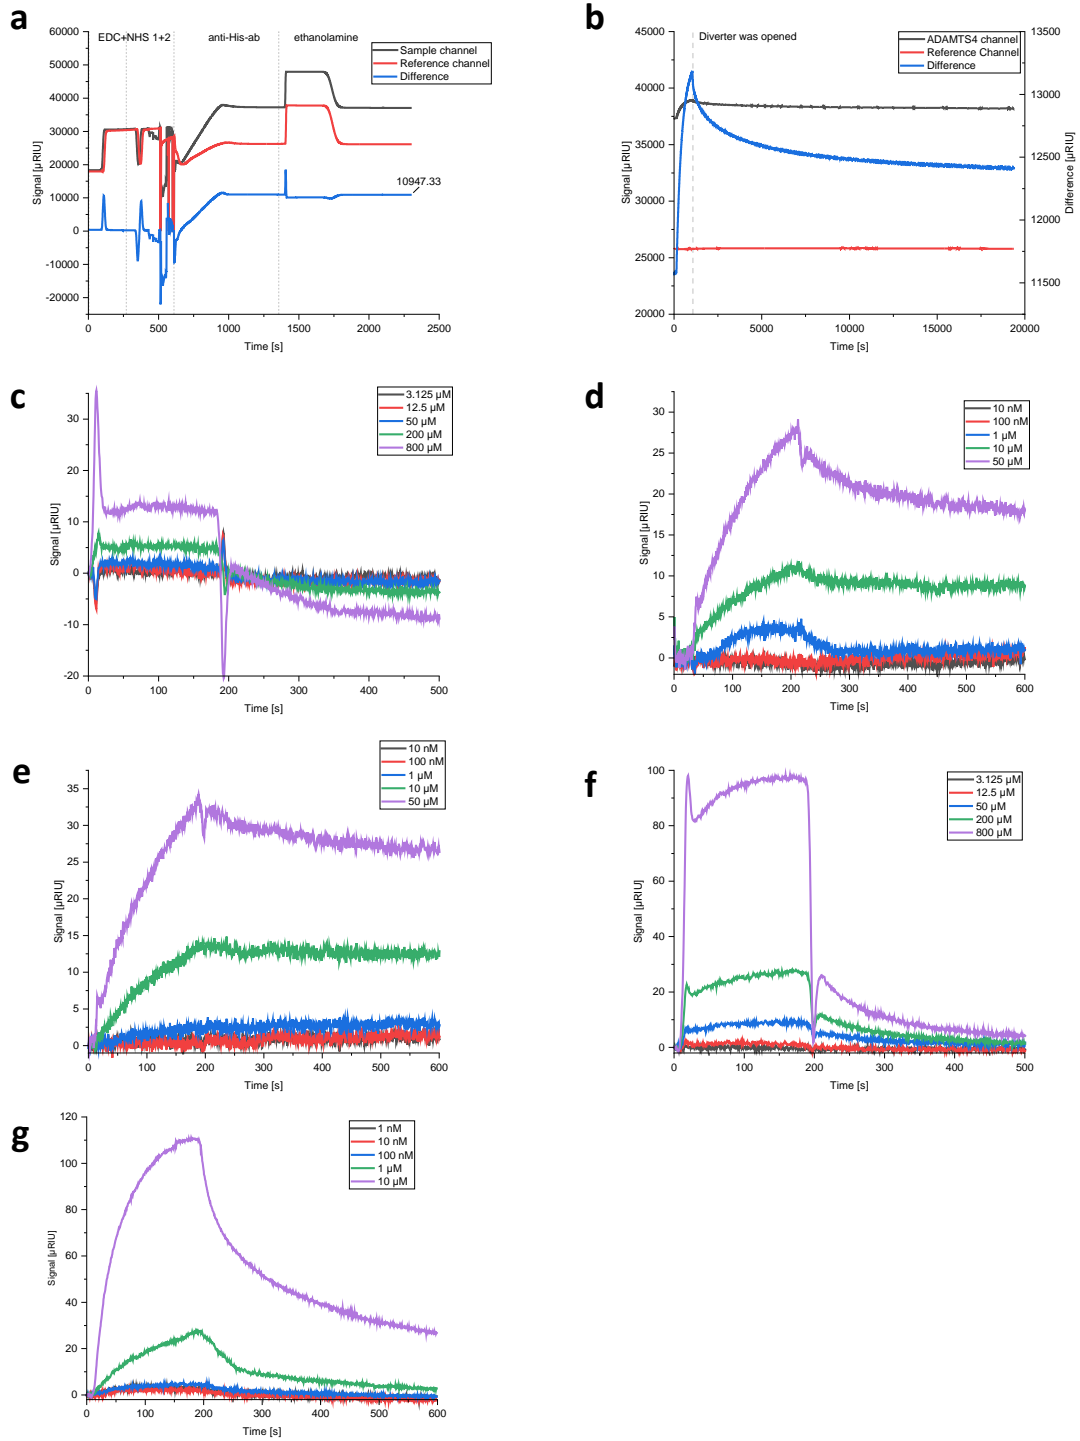 a
EDC+NHS 1+2
anti-His-ab
ethanolamine
Sample channel
Reference channel
Difference
10947.33
60000
50000
40000
30000
20000
10000
0
-10000
-20000
Signal [µRIU]
0
500
1000
1500
2000
2500
Time [s]
b
Diverter was opened
ADAMTS4 channel
Reference Channel
Difference
45000
40000
35000
30000
25000
20000
Signal [µRIU]
13500
13000
12500
12000
11500
Difference [µRIU]
0
5000
10000
15000
20000
Time [s]
c
3.125 µM
12.5 µM
50 µM
200 µM
800 µM
30
20
10
0
-10
-20
Signal [µRIU]
0
100
200
300
400
500
Time [s]
d
10 nM
100 nM
1 µM
10 µM
50 µM
30
25
20
15
10
5
0
Signal [µRIU]
0
100
200
300
400
500
600
Time [s]
e
10 nM
100 nM
1 µM
10 µM
50 µM
35
30
25
20
15
10
5
0
Signal [µRIU]
0
100
200
300
400
500
600
Time [s]
f
3.125 µM
12.5 µM
50 µM
200 µM
800 µM
100
80
60
40
20
0
Signal [µRIU]
0
100
200
300
400
500
Time [s]
g
1 nM
10 nM
100 nM
1 µM
10 µM
120
100
80
60
40
20
0
Signal [µRIU]
0
100
200
300
400
500
600
Time [s]